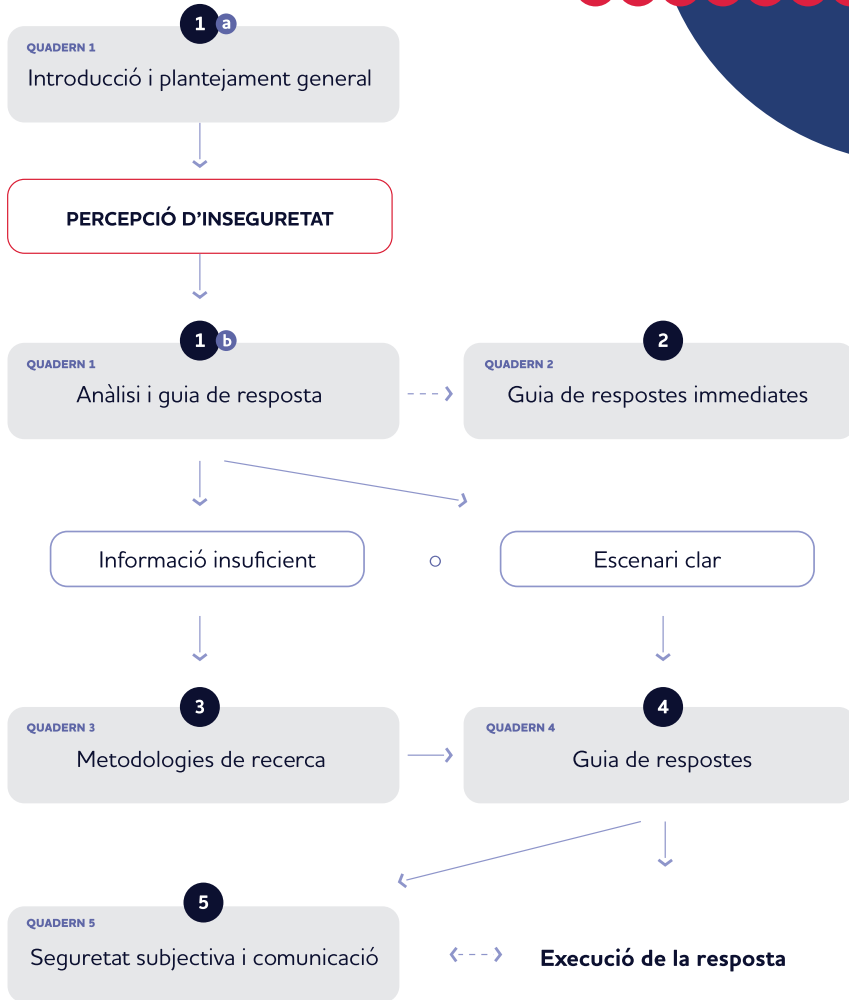 1 a
QUADERN 1
Introducció i plantejament general
PERCEPCIÓ D'INSEGURETAT
1 b
QUADERN 1
Anàlisi i guia de resposta
2
QUADERN 2
Guia de respostes immediates
Informació insuficient
o
Escenari clar
3
QUADERN 3
Metodologies de recerca
4
QUADERN 4
Guia de respostes
5
QUADERN 5
Seguretat subjectiva i comunicació
Execució de la resposta